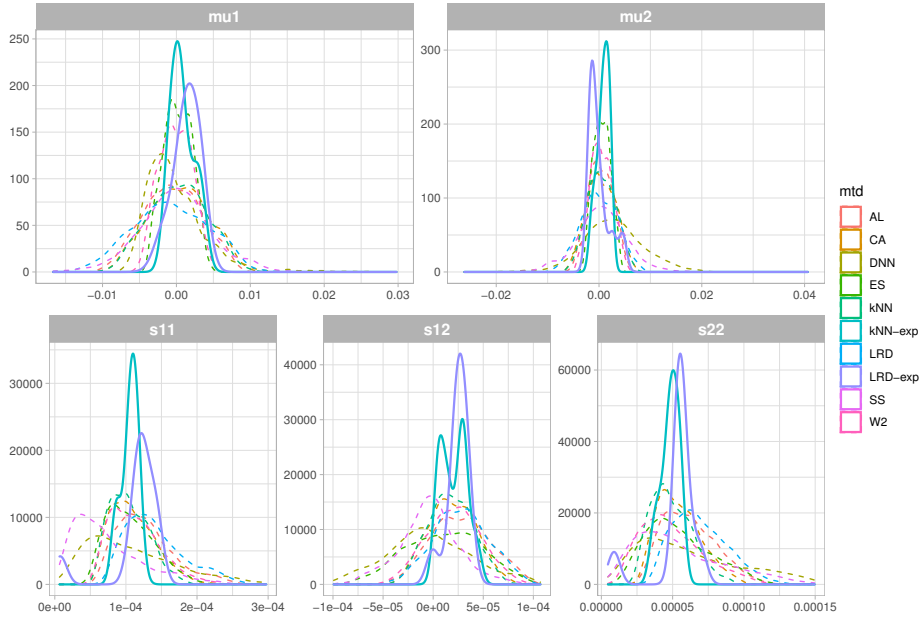 mu1
mu2
250
200
150
100
50
0
−0.01
0.00
0.01
0.02
0.03
300
200
100
0
−0.02
0.00
0.02
0.04
s11
s12
s22
30000
20000
10000
0
0e+00
1e−04
2e−04
3e−04
40000
30000
20000
10000
0
−1e−04
−5e−05
0e+00
5e−05
1e−04
60000
40000
20000
0
0.00000
0.00005
0.00010
0.00015
mtd
AL
CA
DNN
ES
kNN
kNN−exp
LRD
LRD−exp
SS
W2